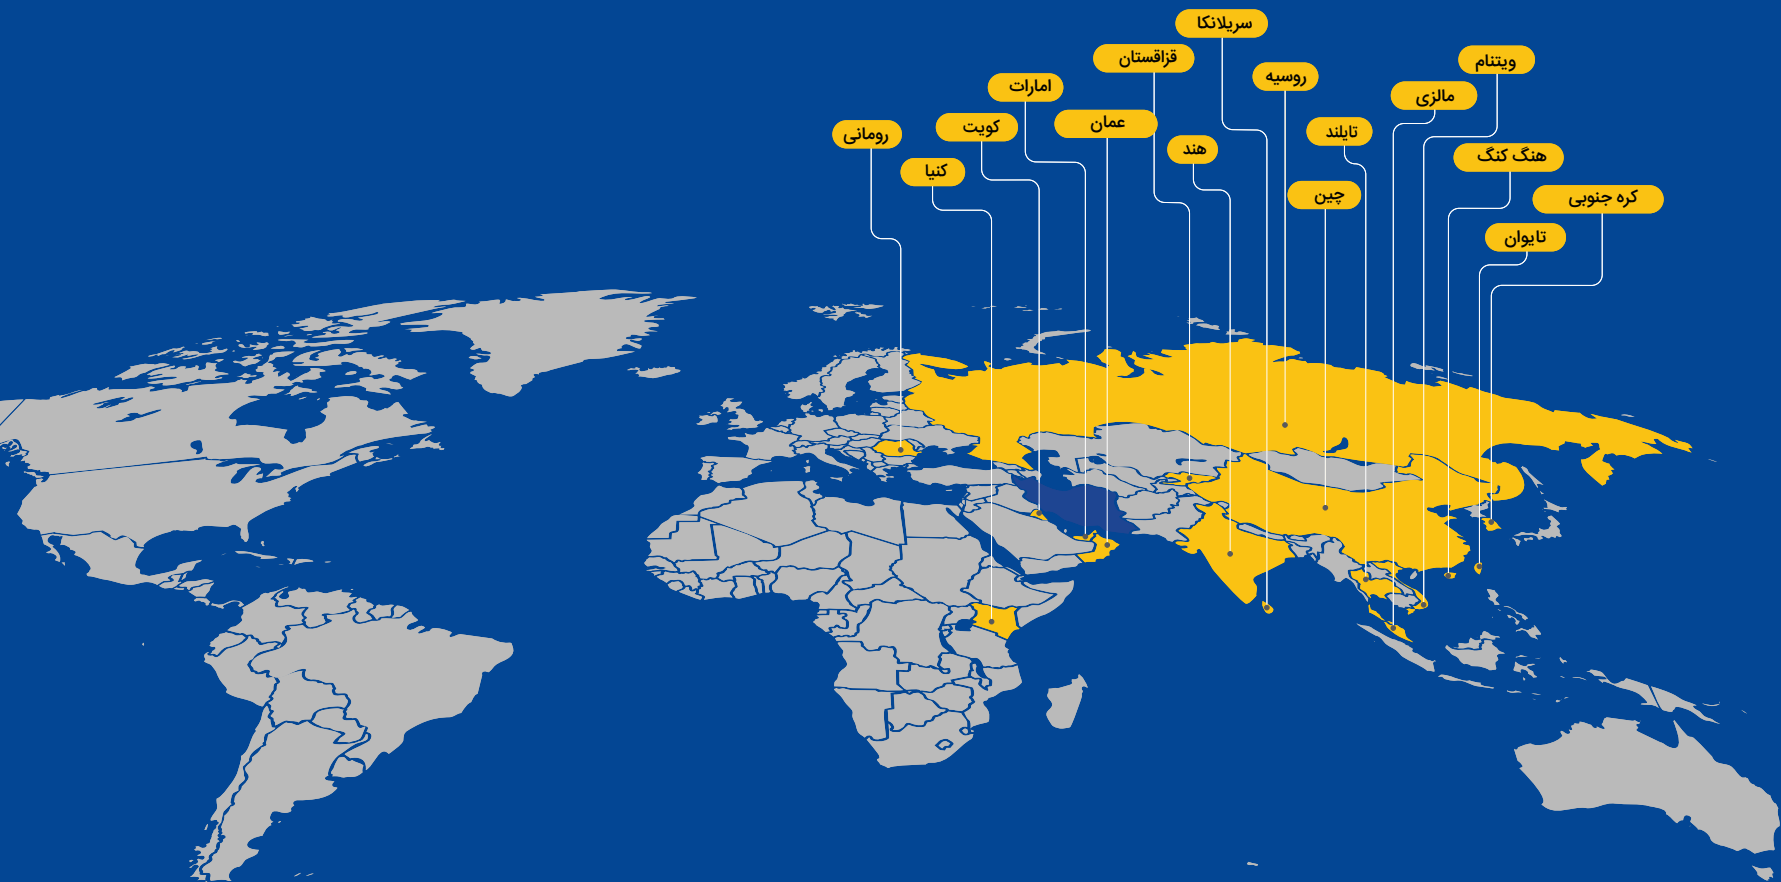 سریلانکا
قزاقستان
ویتنام
روسیه
امارات
مالزی
عمان
کویت
تایلند
رومانی
هند
هنگ کنگ
کنیا
چین
کره جنوبی
تایوان